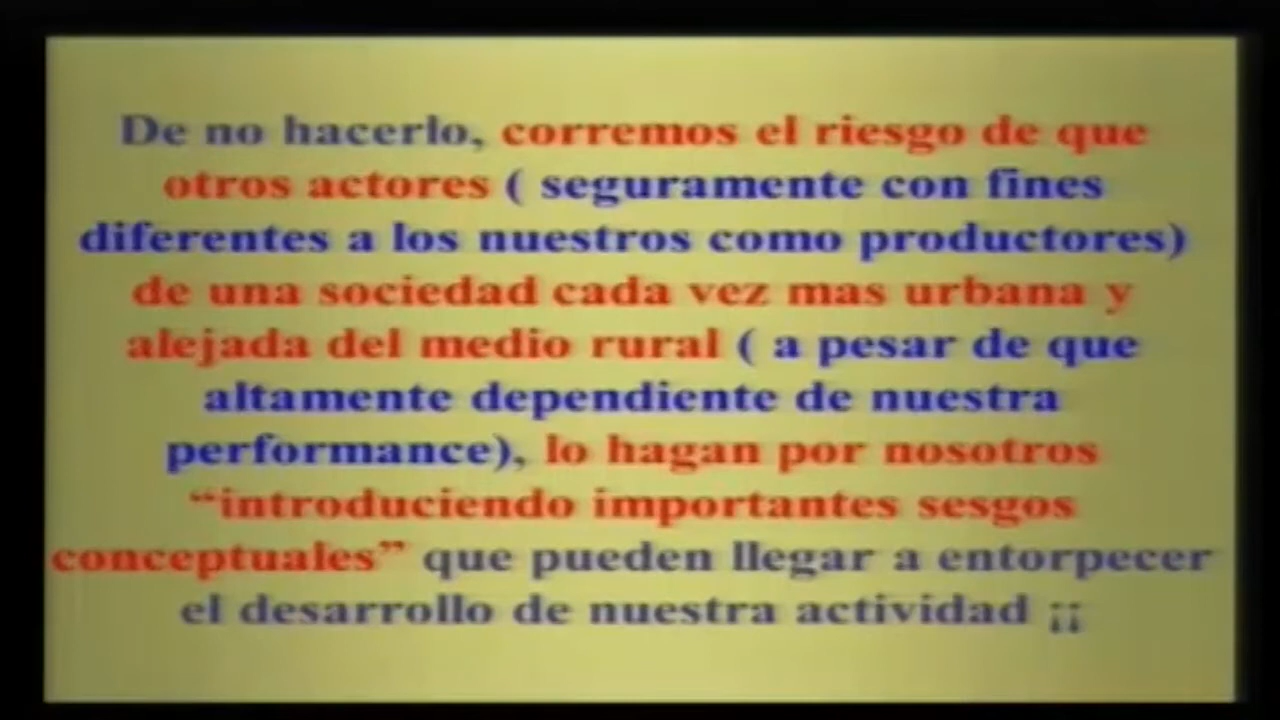 De no hacerlo, corremos el riesgo de que
otros actores ( seguramente con fines
diferentes a los nuestros como productores)
de una sociedad cada vez mas urbana y
alejada del medio rural ( a pesar de que
altamente dependiente de nuestra
performance), lo hagan por nosotros
“introduciendo importantes sesgos
conceptuales” que pueden llegar a entorpecer
el desarrollo de nuestra actividad ¡¡